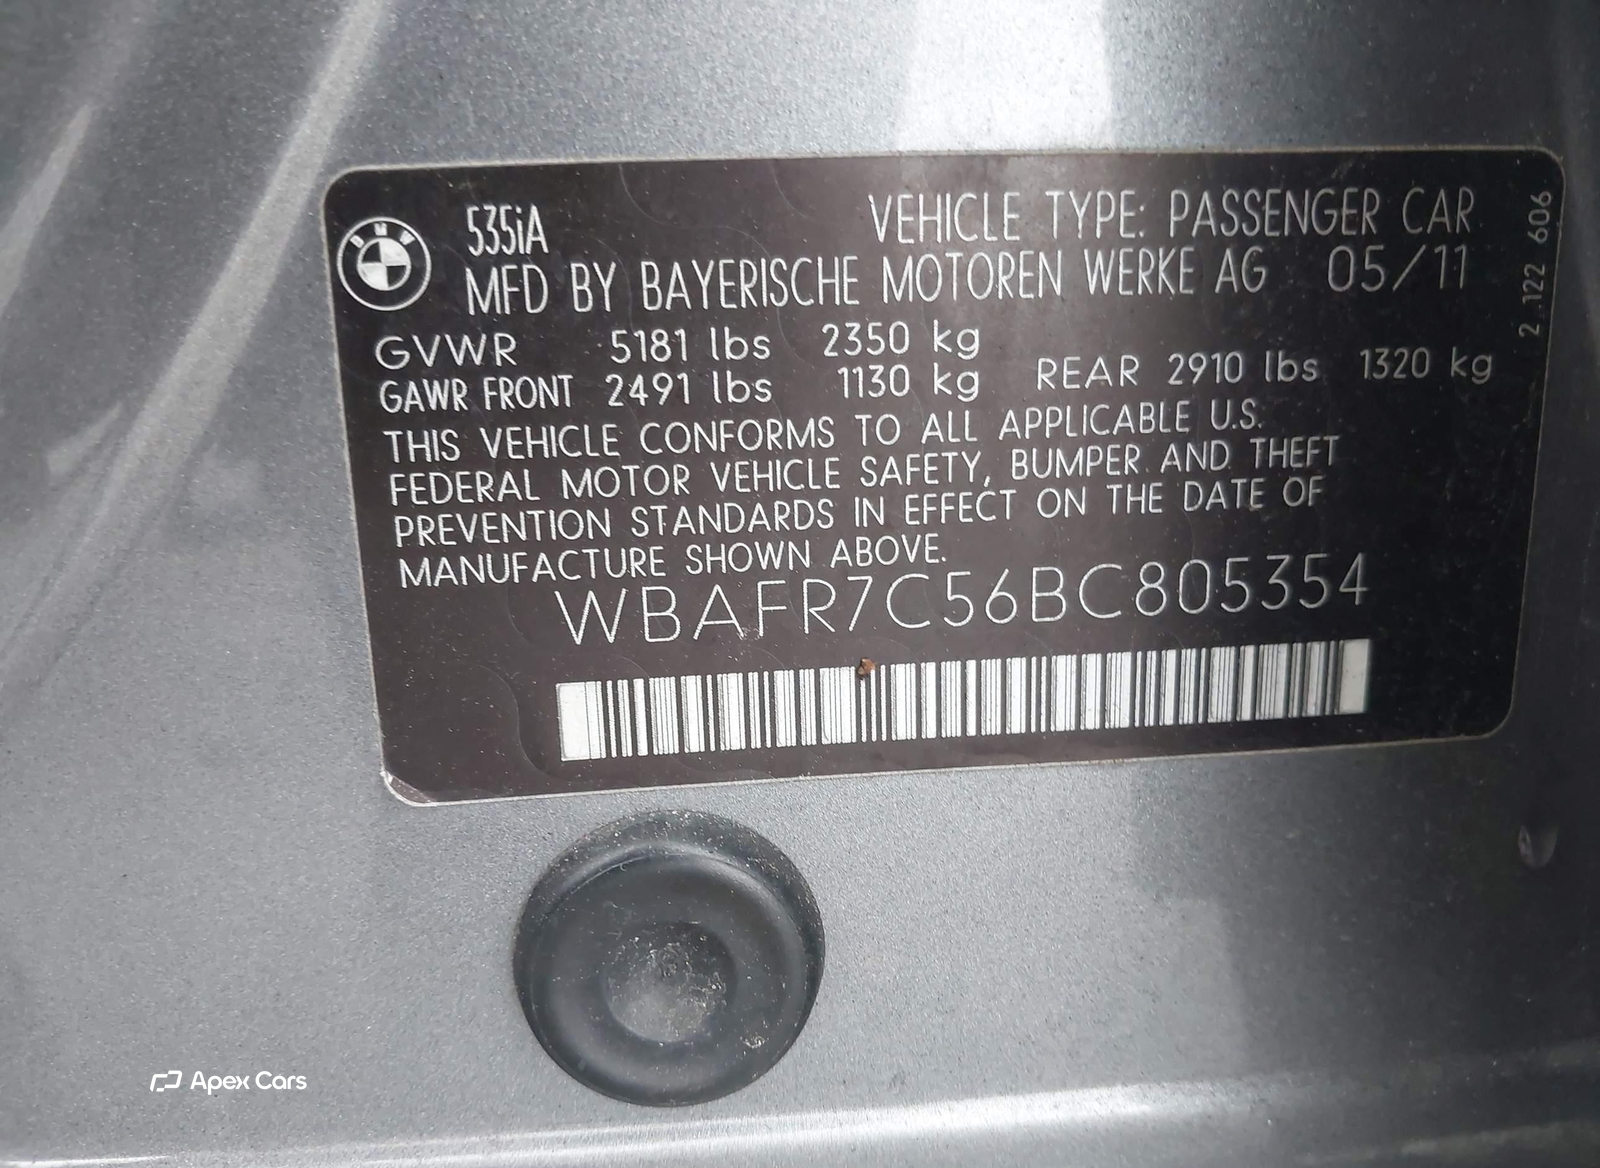 BMW
535iA VEHICLE TYPE: PASSENGER CAR
MFD BY BAYERISCHE MOTOREN WERKE AG 05/11
GVWR 5181 lbs 2350 kg
GAWR FRONT 2491 lbs 1130 kg REAR 2910 lbs 1320 kg
THIS VEHICLE CONFORMS TO ALL APPLICABLE U.S.
FEDERAL MOTOR VEHICLE SAFETY, BUMPER AND THEFT
PREVENTION STANDARDS IN EFFECT ON THE DATE OF
MANUFACTURE SHOWN ABOVE.
WBAFR7C56BC805354
2 122 606
Apex Cars